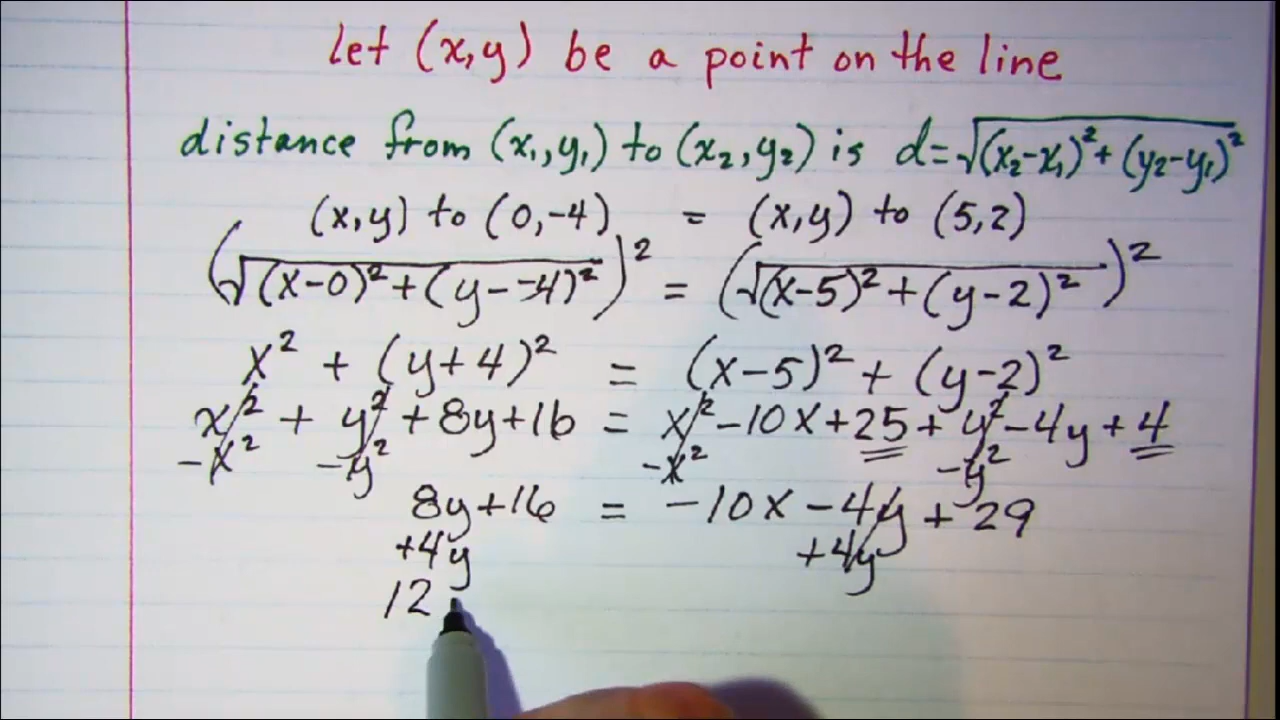 let (x,y) be a point on the line
distance from (x₁,y₁) to (x₂,y₂) is d=√((x₂-x₁)²+(y₂-y₁)²)
(x,y) to (0,-4) = (x,y) to (5,2)
(√((x-0)²+(y--4)²))² = (√((x-5)²+(y-2)²))²
x² + (y+4)² = (x-5)²+(y-2)²
x² + y² +8y+16 = x²-10x+25+y²-4y+4
-x² -y² -x² -y²
8y+16 = -10x-4y+29
+4y +4y
12